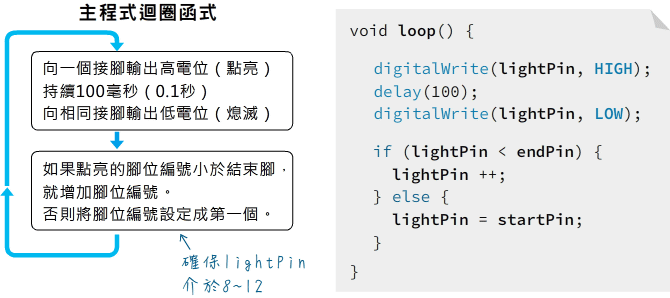 主程式迴圈函式
向一個接腳輸出高電位（點亮）
持續100毫秒（0.1秒）
向相同接腳輸出低電位（熄滅）
如果點亮的腳位編號小於結束腳，
就增加腳位編號。
否則將腳位編號設定成第一個。
確保lightPin
介於8~12
void loop() {
digitalWrite(lightPin, HIGH);
delay(100);
digitalWrite(lightPin, LOW);
if (lightPin < endPin) {
lightPin ++;
} else {
lightPin = startPin;
}
}